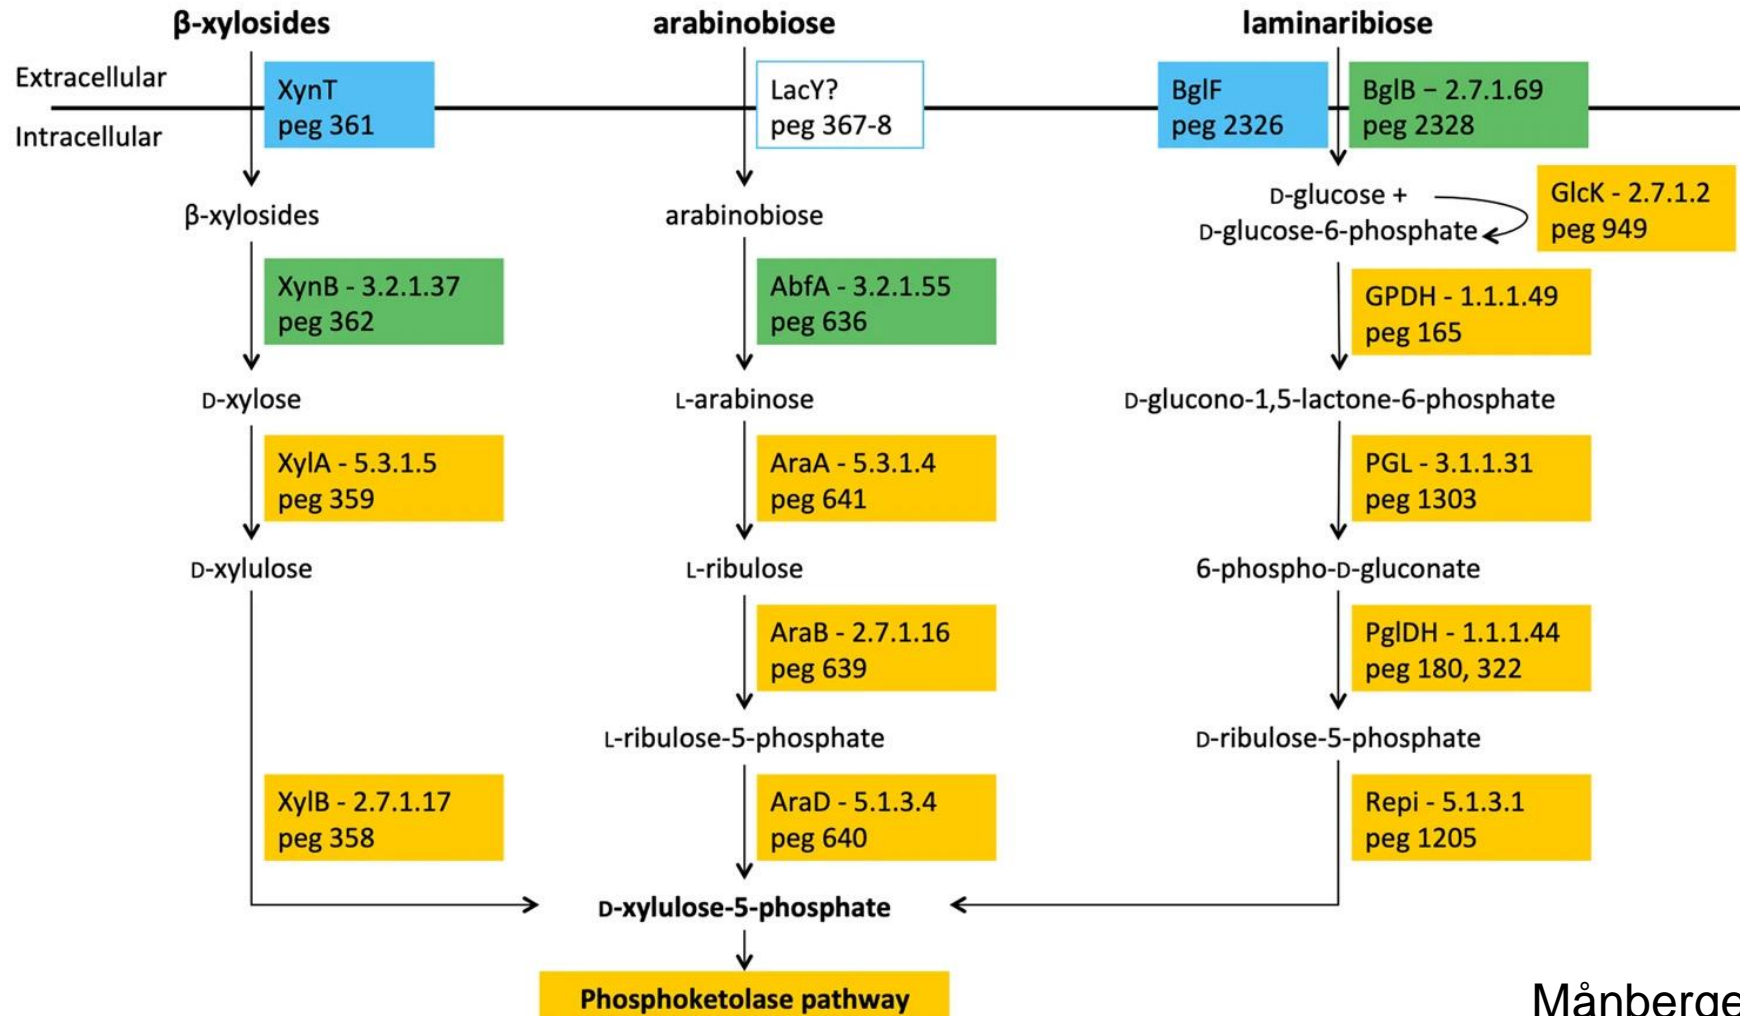 β-xylosides
arabinobiose
laminaribiose
Extracellular
Intracellular
XynT
peg 361
LacY?
peg 367-8
BglF
peg 2326
BglB – 2.7.1.69
peg 2328
β-xylosides
arabinobiose
D-glucose +
D-glucose-6-phosphate
GlcK - 2.7.1.2
peg 949
XynB - 3.2.1.37
peg 362
AbfA - 3.2.1.55
peg 636
GPDH - 1.1.1.49
peg 165
D-xylose
L-arabinose
D-glucono-1,5-lactone-6-phosphate
XylA - 5.3.1.5
peg 359
AraA - 5.3.1.4
peg 641
PGL - 3.1.1.31
peg 1303
D-xylulose
L-ribulose
6-phospho-D-gluconate
AraB - 2.7.1.16
peg 639
PglDH - 1.1.1.44
peg 180, 322
L-ribulose-5-phosphate
D-ribulose-5-phosphate
XylB - 2.7.1.17
peg 358
AraD - 5.1.3.4
peg 640
Repi - 5.1.3.1
peg 1205
D-xylulose-5-phosphate
Phosphoketolase pathway
Månberge